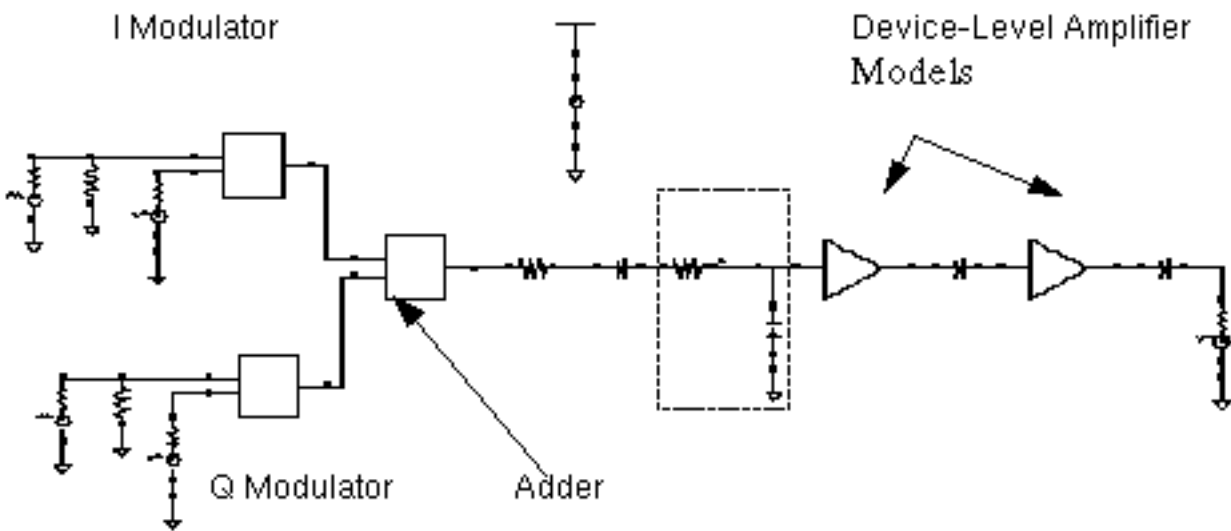 I Modulator
Device-Level Amplifier
Models
Q Modulator
Adder